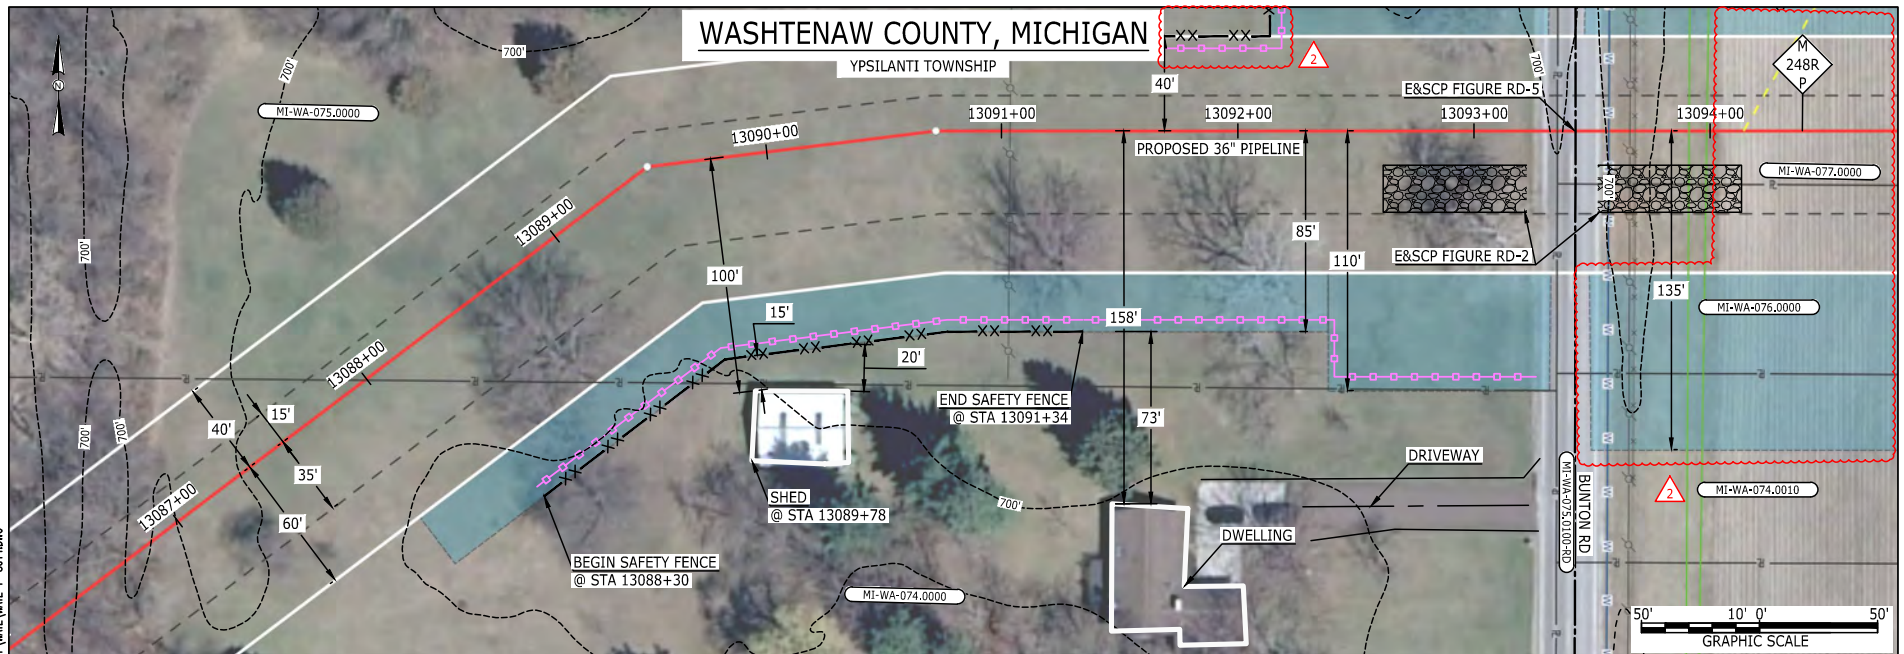 WASHTENAW COUNTY, MICHIGAN
YPSILANTI TOWNSHIP
2
40'
700'
700'
700'
MI-WA-075.0000
E&SCP FIGURE RD-5
M
248R
P
13090+00
13091+00
13092+00
13093+00
13094+00
PROPOSED 36" PIPELINE
MI-WA-077.0000
700'
13089+00
85'
E&SCP FIGURE RD-2
700'
100'
110'
135'
15'
158'
MI-WA-076.0000
13088+00
20'
END SAFETY FENCE
@ STA 13091+34
73'
15'
40'
35'
700'
700'
DRIVEWAY
13087+00
60'
SHED
@ STA 13089+78
700'
2
MI-WA-074.0010
MI-WA-075.0100-RD
BUNTON RD
BEGIN SAFETY FENCE
@ STA 13088+30
DWELLING
MI-WA-074.0000
50'
10'
0'
50'
GRAPHIC SCALE